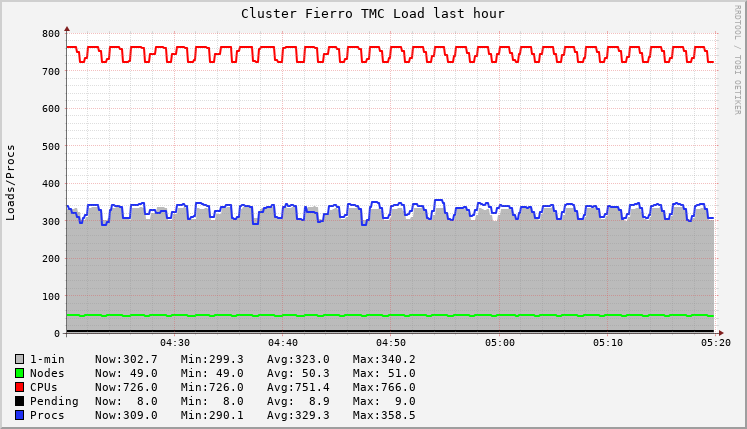 Cluster Fierro TMC Load last hour
RRDTOOL / TOBI OETIKER
Loads/Procs
800
700
600
500
400
300
200
100
0
04:30 04:40 04:50 05:00 05:10 05:20
1-min Now:302.7 Min:299.3 Avg:323.0 Max:340.2
Nodes Now: 49.0 Min: 49.0 Avg: 50.3 Max: 51.0
CPUs Now:726.0 Min:726.0 Avg:751.4 Max:766.0
Pending Now: 8.0 Min: 8.0 Avg: 8.9 Max: 9.0
Procs Now:309.0 Min:290.1 Avg:329.3 Max:358.5